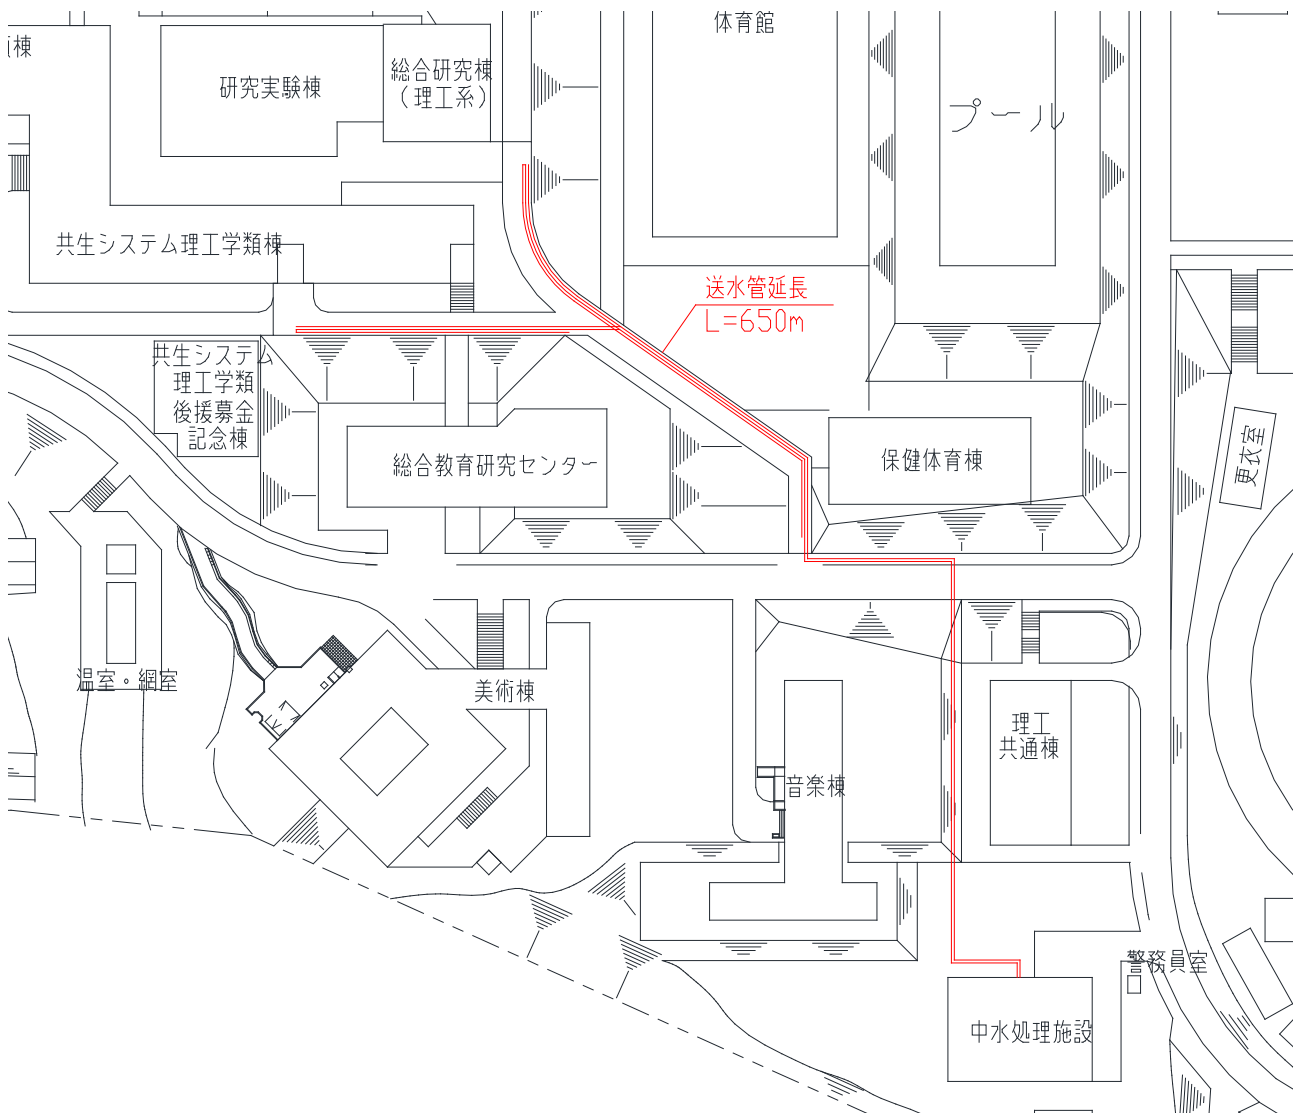 体育館
棟
研究実験棟
総合研究棟
(理工系)
プール
共生システム理工学類棟
送水管延長
L=650m
共生システム
理工学類
後援募金
記念棟
総合教育研究センター
保健体育棟
更衣室
温室・網室
美術棟
理工
共通棟
音楽棟
警務員室
中水処理施設